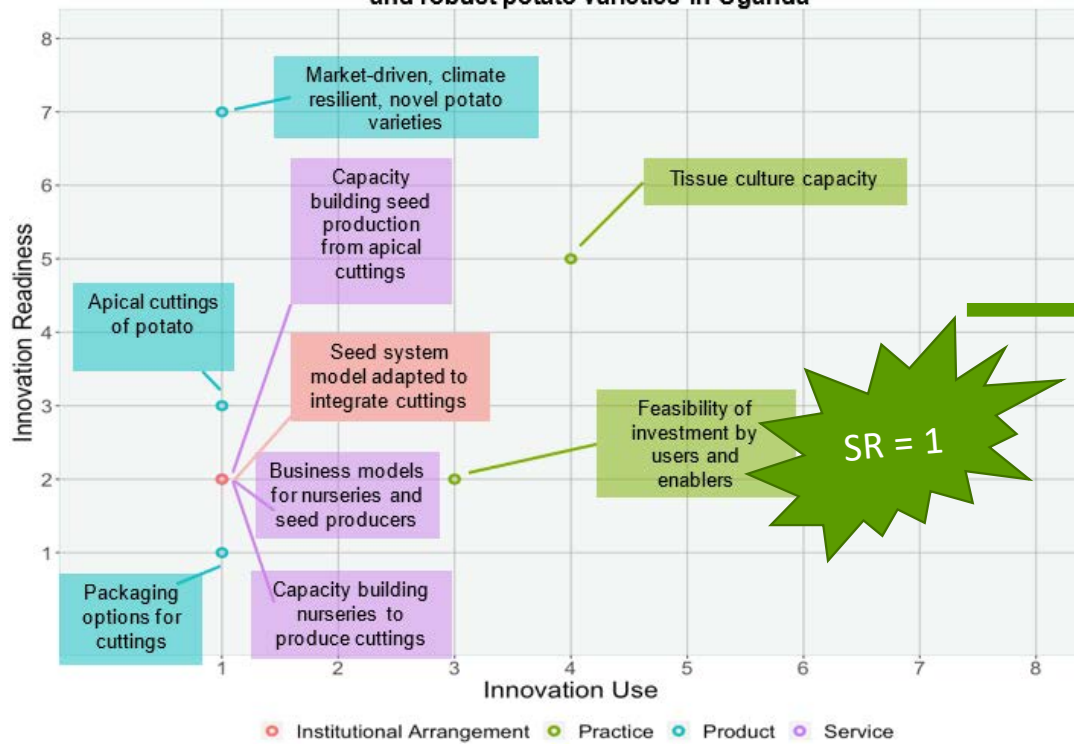 and robust potato varieties in Uganda
8
7
6
5
4
3
2
1
Innovation Readiness
Market-driven, climate
resilient, novel potato
varieties
Capacity
building seed
production
from apical
cuttings
Tissue culture capacity
Apical cuttings
of potato
Seed system
model adapted to
integrate cuttings
Feasibility of
investment by
users and
enablers
SR = 1
Business models
for nurseries and
seed producers
Packaging
options for
cuttings
Capacity building
nurseries to
produce cuttings
1 2 3 4 5 6 7 8
Innovation Use
Institutional Arrangement Practice Product Service